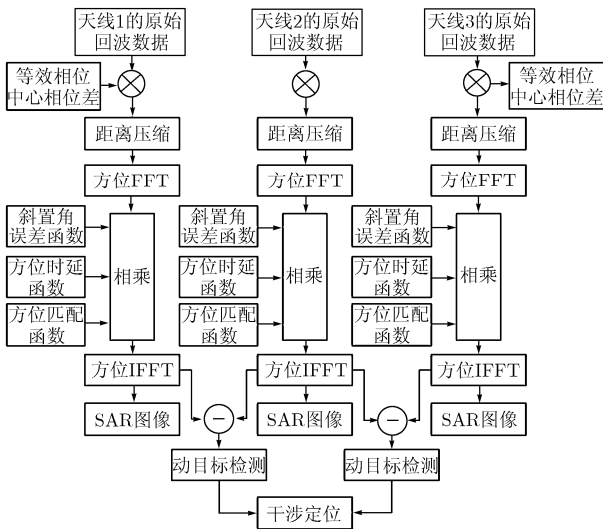 天线1的原始
回波数据
天线2的原始
回波数据
天线3的原始
回波数据
等效相位
中心相位差
等效相位
中心相位差
距离压缩
距离压缩
距离压缩
方位FFT
方位FFT
方位FFT
斜置角
误差函数
方位时延
函数
方位匹配
函数
相乘
斜置角
误差函数
方位时延
函数
方位匹配
函数
相乘
斜置角
误差函数
方位时延
函数
方位匹配
函数
相乘
方位IFFT
方位IFFT
方位IFFT
SAR图像
SAR图像
SAR图像
动目标检测
动目标检测
干涉定位